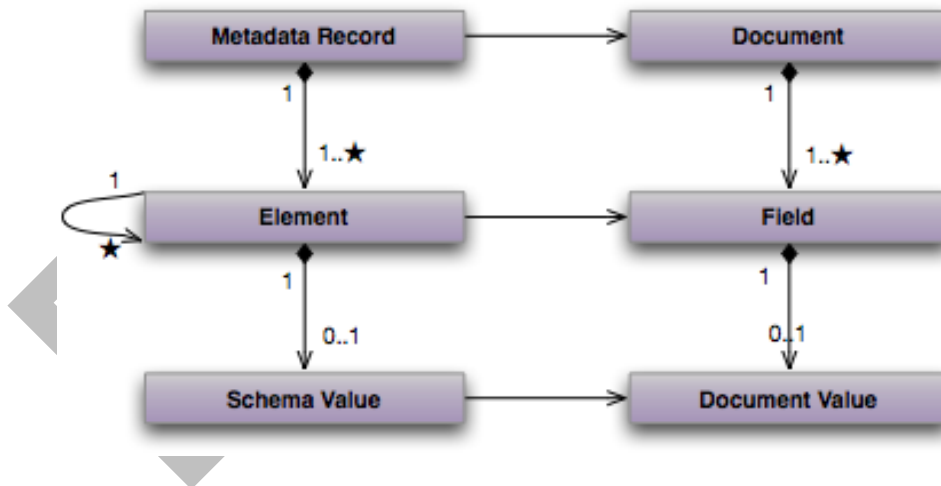 Metadata Record Document
1 1
1..★ 1..★
1
Element Field
★
1 1
0..1 0..1
Schema Value Document Value